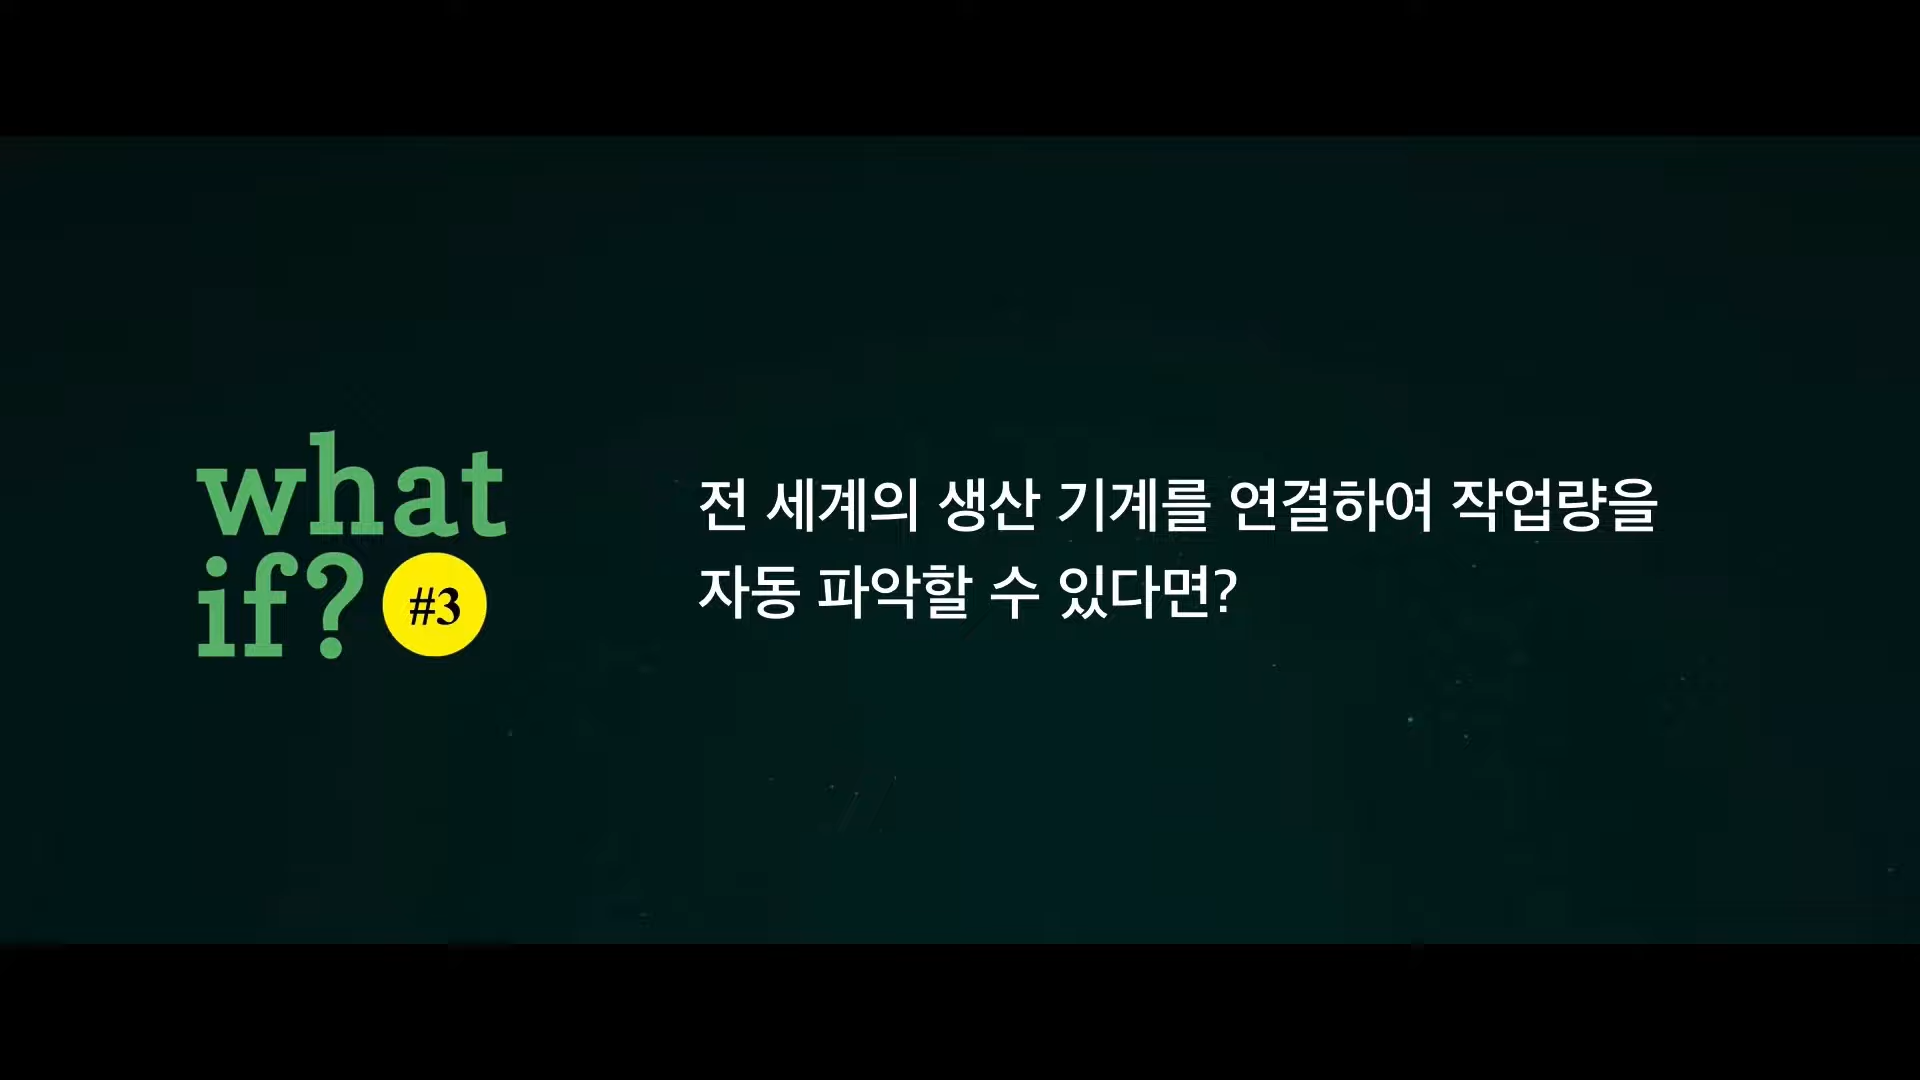 what
if?
#3
전 세계의 생산 기계를 연결하여 작업량을
자동 파악할 수 있다면?